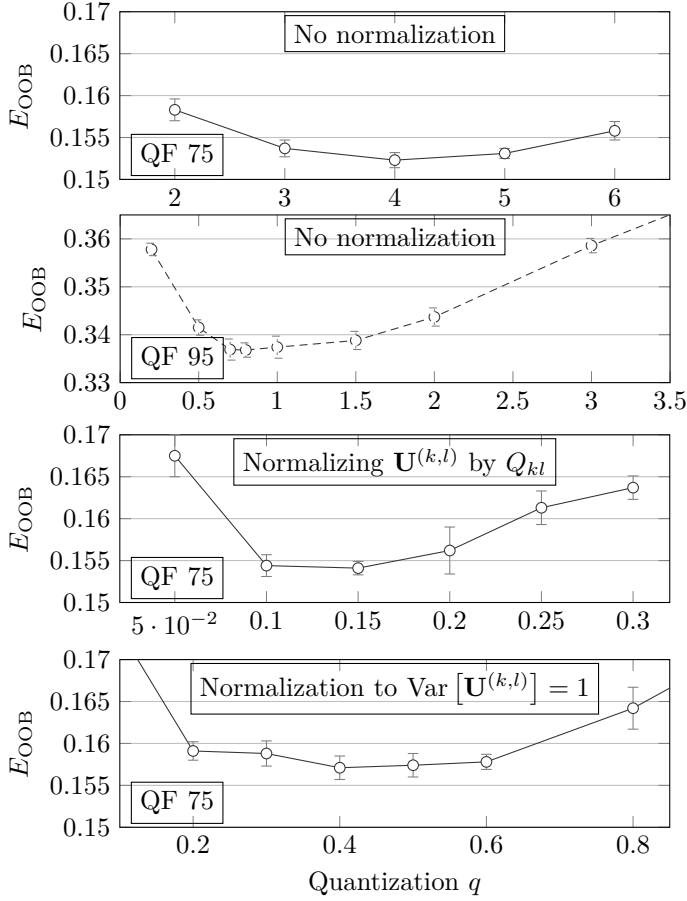 0.17
No normalization
0.165
0.16
0.155
0.15
E_OOB
QF 75
2 3 4 5 6
No normalization
0.36
0.35
0.34
0.33
E_OOB
QF 95
0 0.5 1 1.5 2 2.5 3 3.5
0.17
Normalizing U^(k,l) by Q_kl
0.165
0.16
0.155
0.15
E_OOB
QF 75
5 · 10^−2 0.1 0.15 0.2 0.25 0.3
0.17
Normalization to Var [U^(k,l)] = 1
0.165
0.16
0.155
0.15
E_OOB
QF 75
0.2 0.4 0.6 0.8
Quantization q